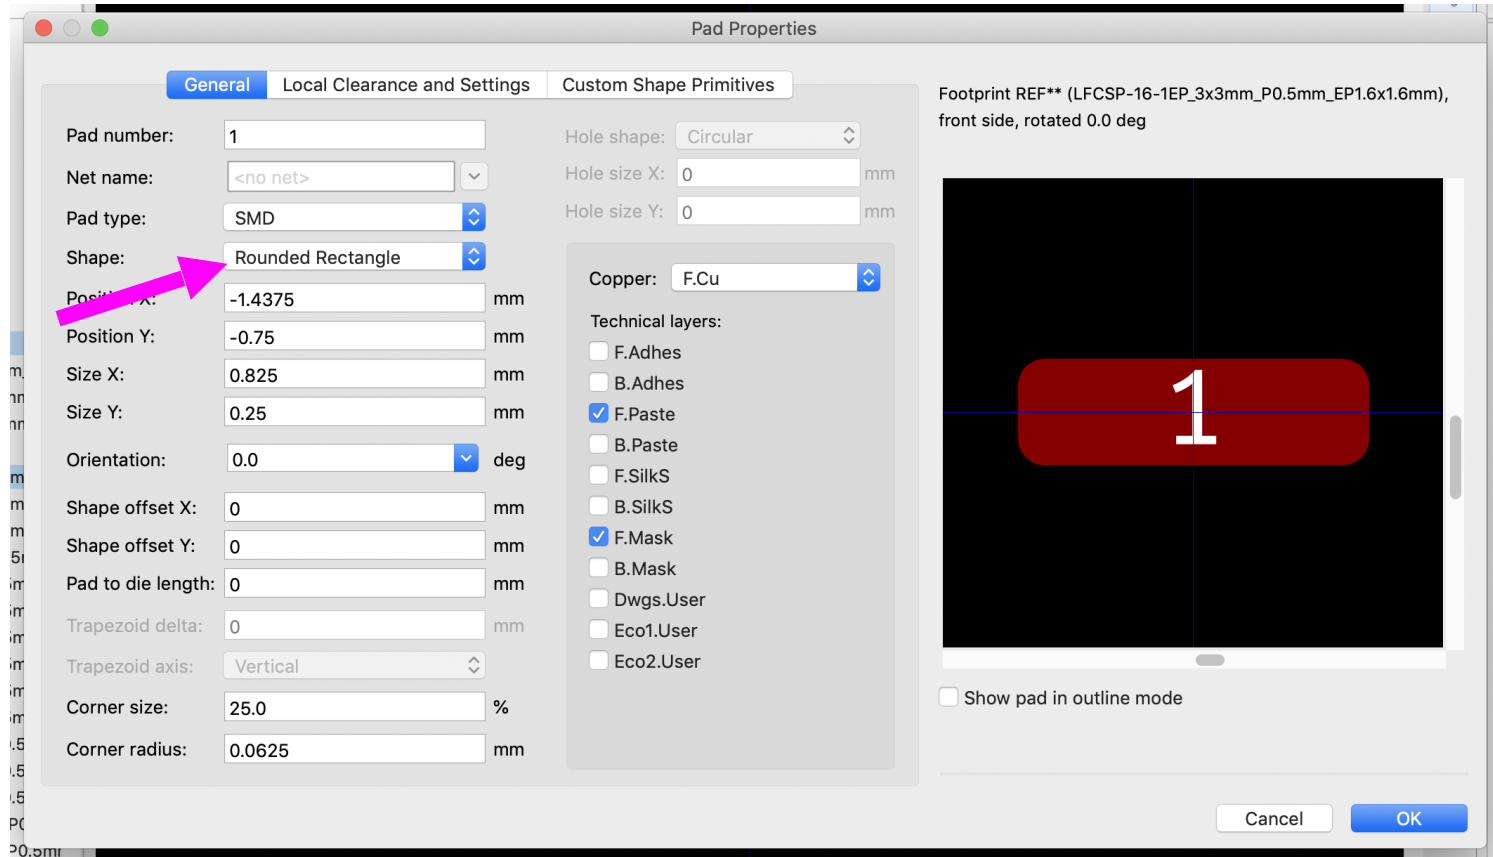 Pad Properties
General
Local Clearance and Settings
Custom Shape Primitives
Pad number: 1
Net name: <no net>
Pad type: SMD
Shape: Rounded Rectangle
-1.4375 mm
Position Y: -0.75 mm
Size X: 0.825 mm
Size Y: 0.25 mm
Orientation: 0.0 deg
Shape offset X: 0 mm
Shape offset Y: 0 mm
Pad to die length: 0 mm
Trapezoid delta: 0 mm
Trapezoid axis: Vertical
Corner size: 25.0 %
Corner radius: 0.0625 mm
Hole shape: Circular
Hole size X: 0 mm
Hole size Y: 0 mm
Copper: F.Cu
Technical layers:
F.Adhes
B.Adhes
F.Paste
B.Paste
F.SilkS
B.SilkS
F.Mask
B.Mask
Dwgs.User
Eco1.User
Eco2.User
Footprint REF** (LFCSP-16-1EP_3x3mm_P0.5mm_EP1.6x1.6mm),
front side, rotated 0.0 deg
1
Show pad in outline mode
Cancel
OK